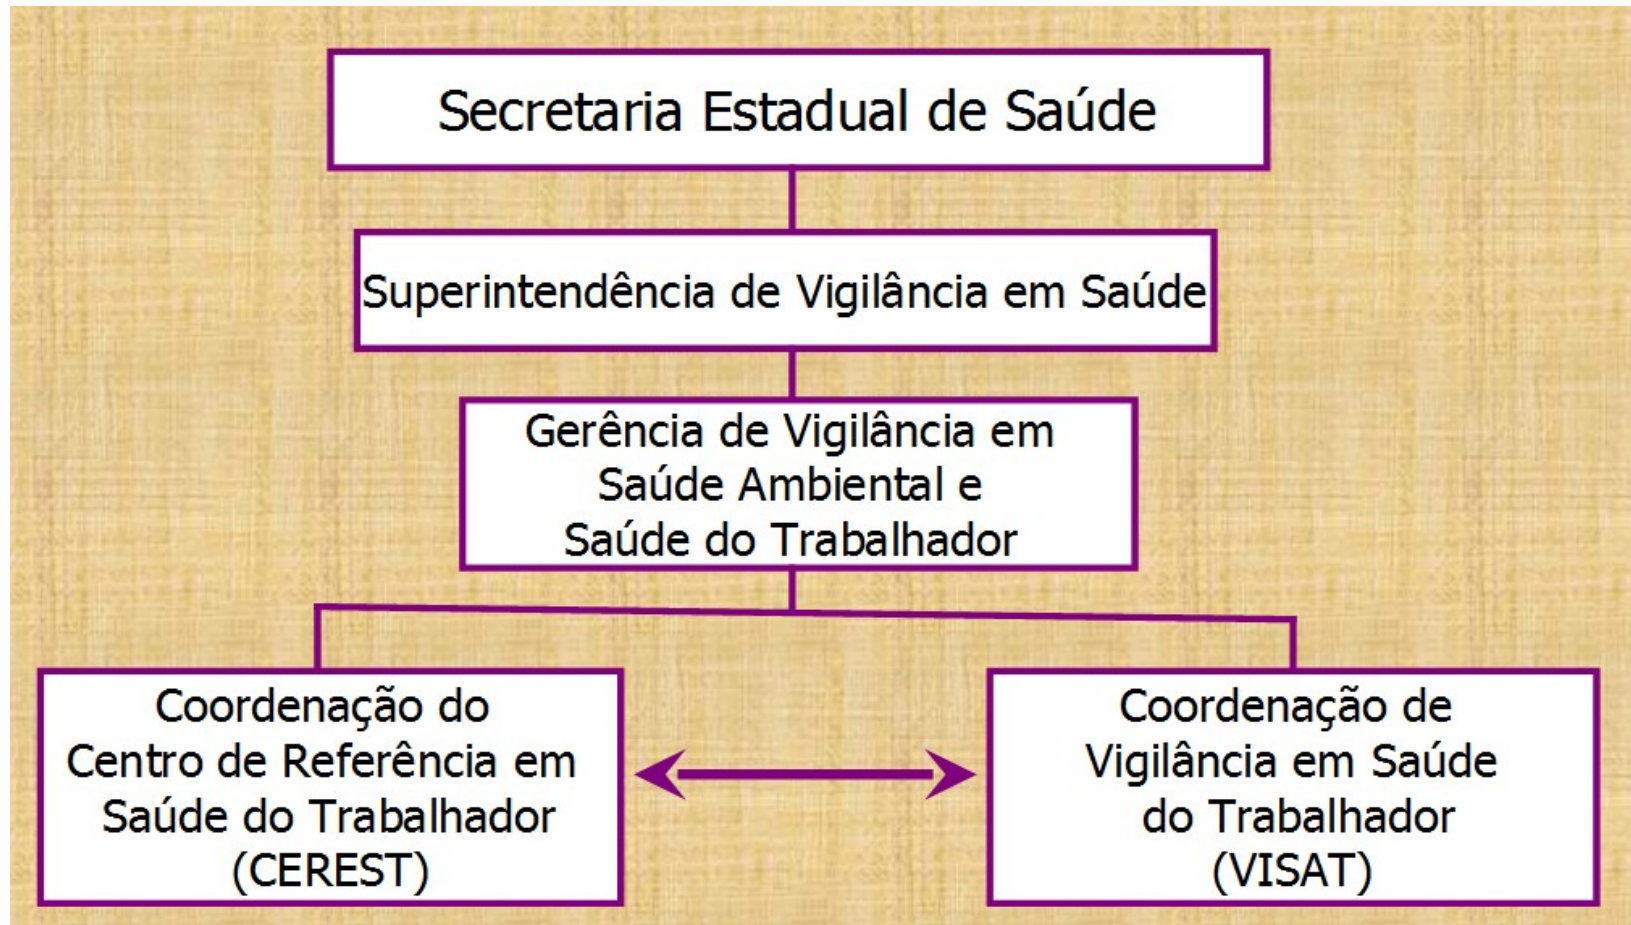 Secretaria Estadual de Saúde
Superintendência de Vigilância em Saúde
Gerência de Vigilância em
Saúde Ambiental e
Saúde do Trabalhador
Coordenação do
Centro de Referência em
Saúde do Trabalhador
(CEREST)
Coordenação de
Vigilância em Saúde
do Trabalhador
(VISAT)